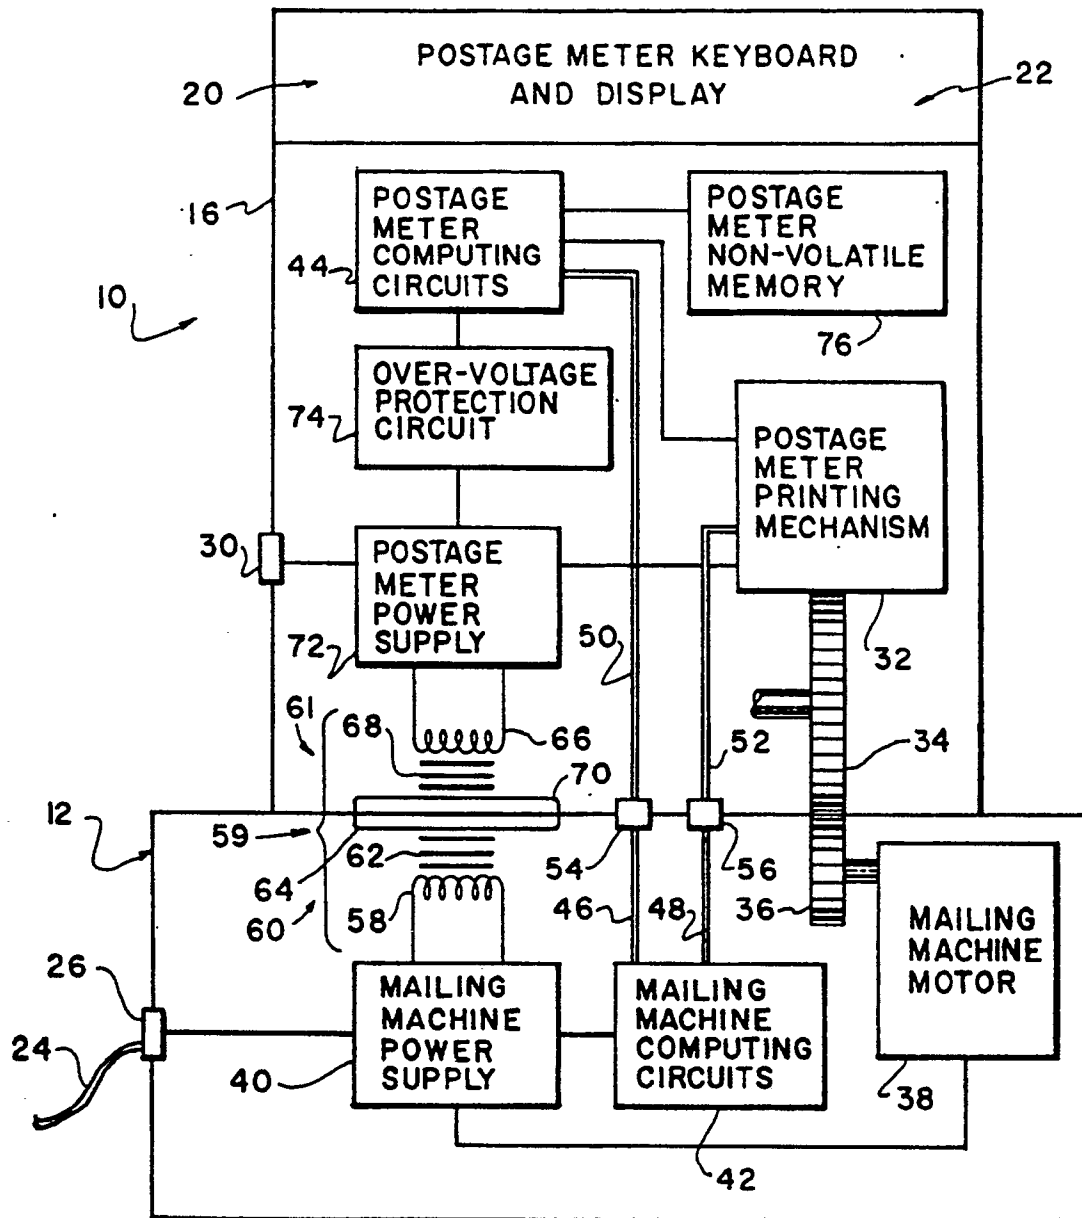 POSTAGE METER KEYBOARD
AND DISPLAY
20
22
16
POSTAGE
METER
COMPUTING
CIRCUITS
44
POSTAGE
METER
NON-VOLATILE
MEMORY
76
10
OVER-VOLTAGE
PROTECTION
CIRCUIT
74
POSTAGE
METER
PRINTING
MECHANISM
32
30
POSTAGE
METER
POWER
SUPPLY
72
50
61
68
66
52
34
70
12
59
62
64
54
56
60
58
46
48
36
MAILING
MACHINE
MOTOR
38
26
24
MAILING
MACHINE
POWER
SUPPLY
40
MAILING
MACHINE
COMPUTING
CIRCUITS
42